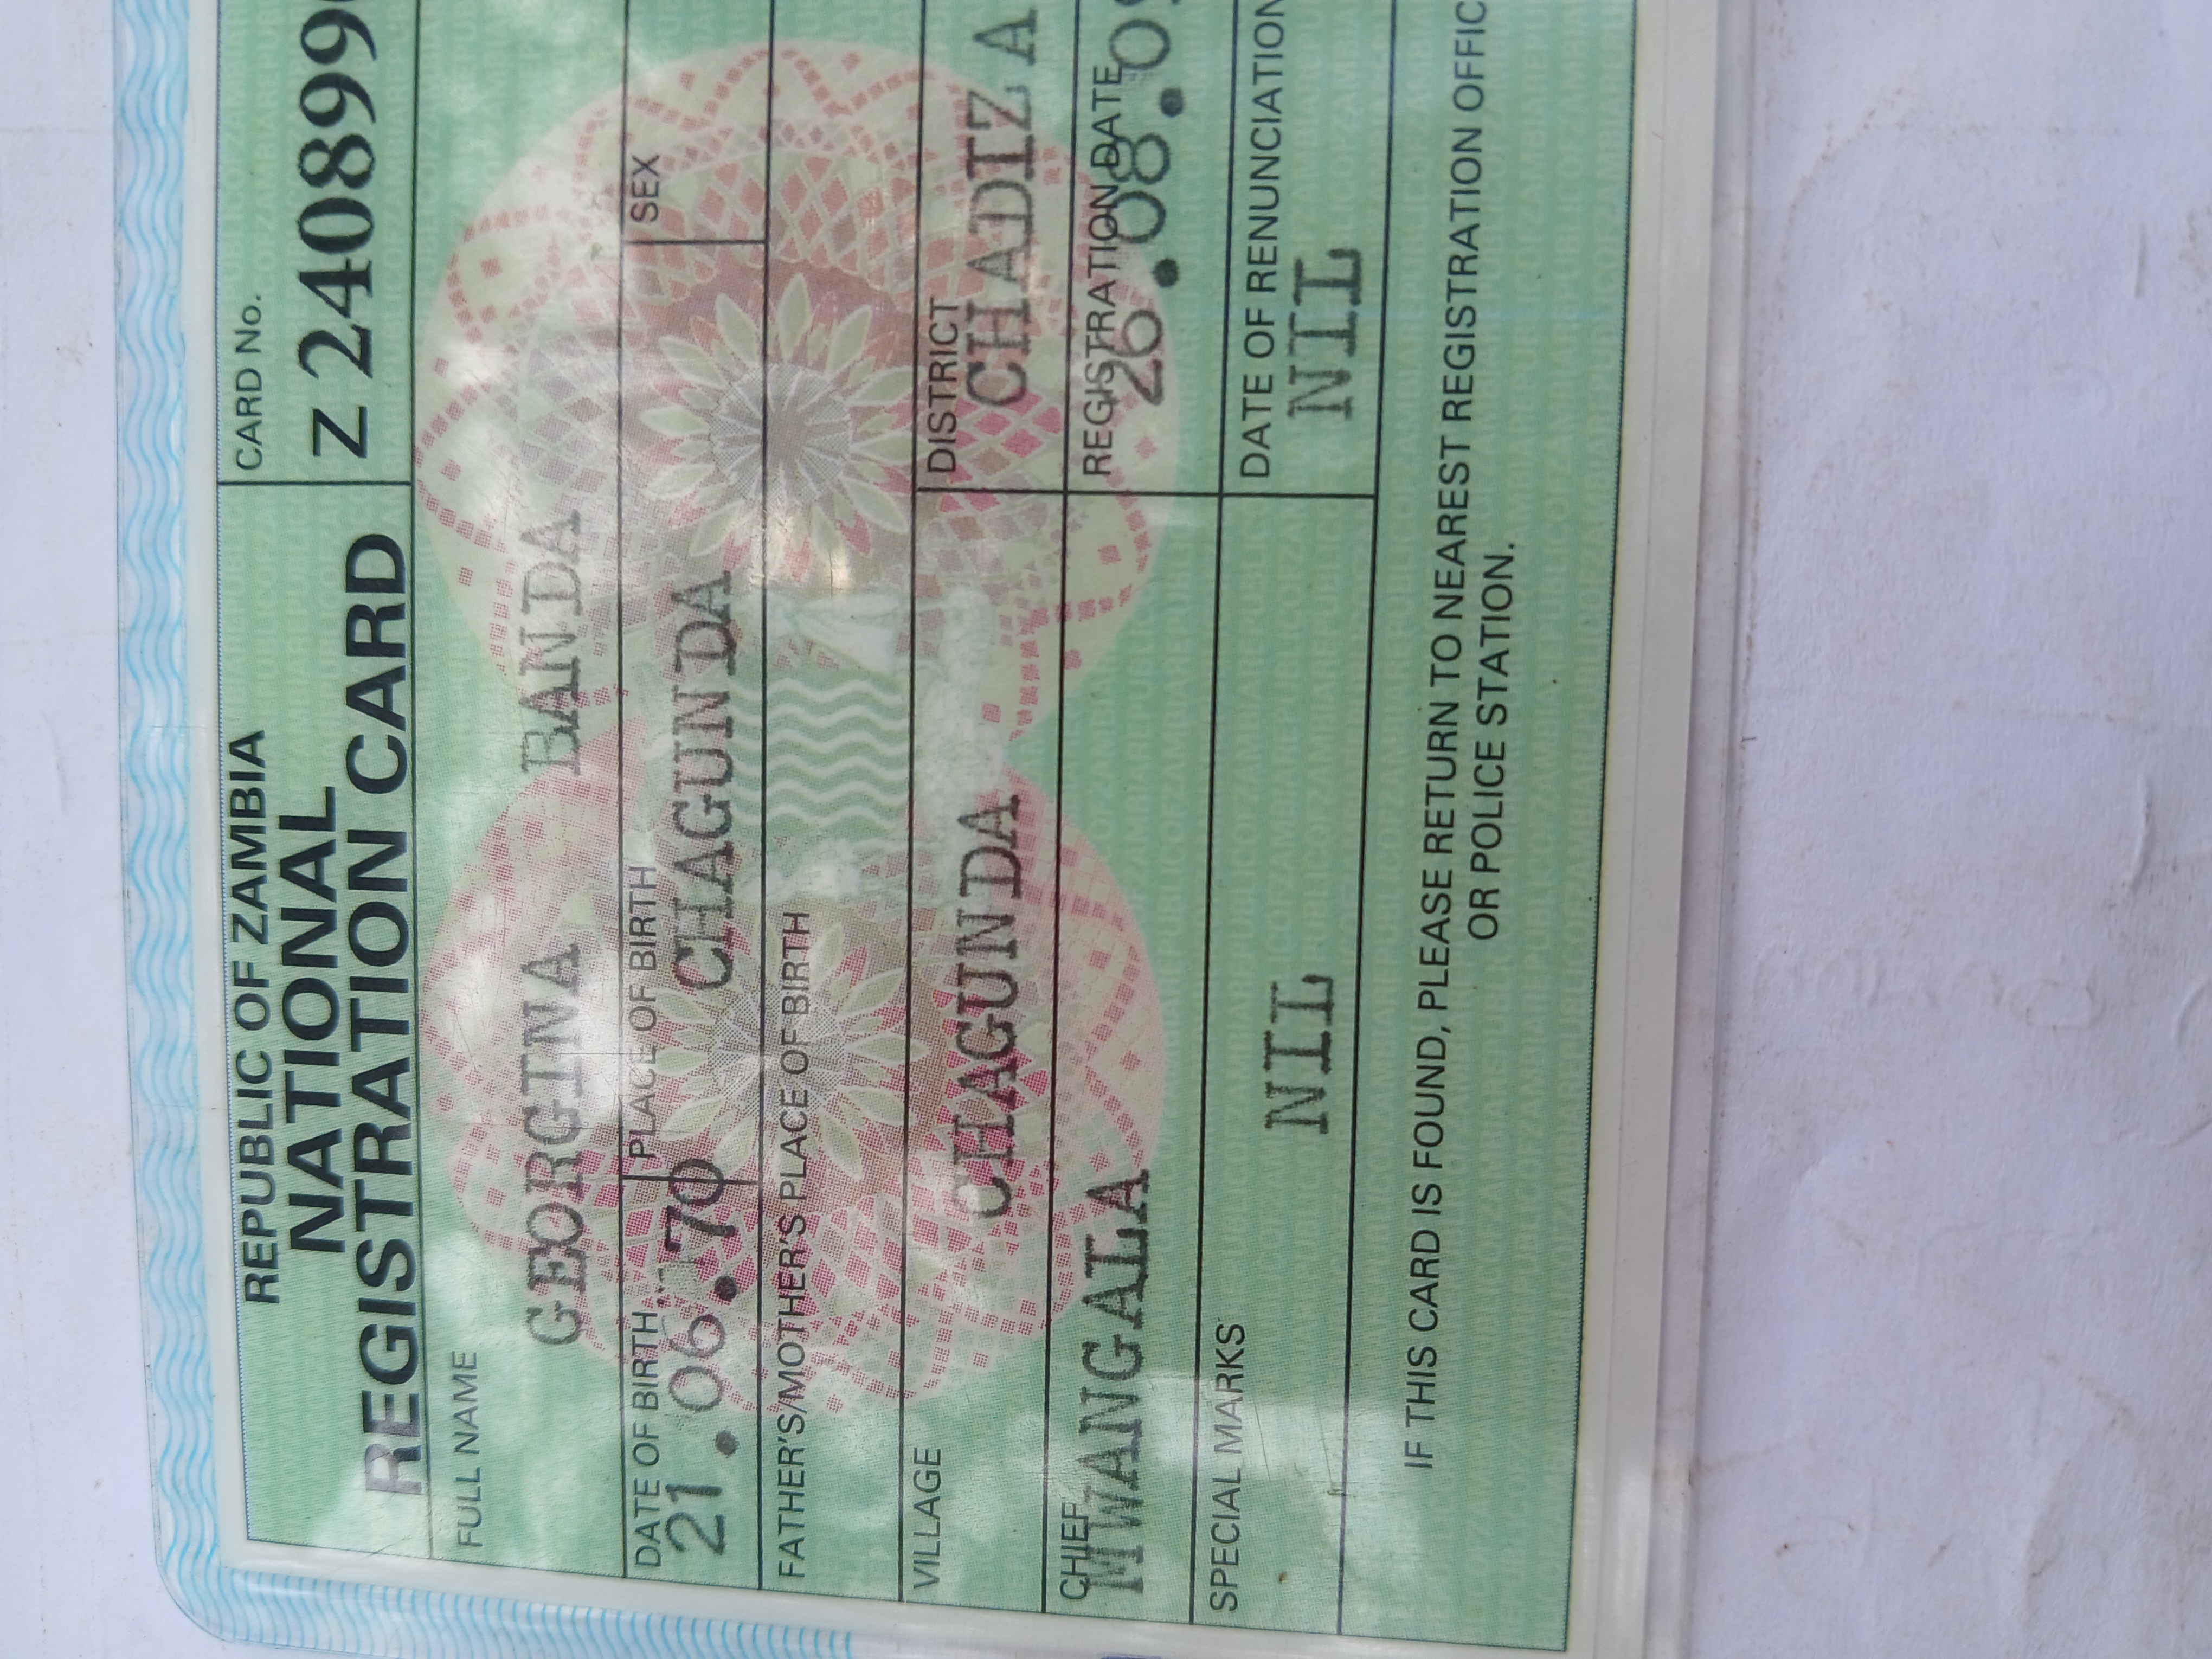 REPUBLIC OF ZAMBIA
NATIONAL
REGISTRATION CARD
CARD No.
Z 240899
FULL NAME
GEORGINA BANDA
DATE OF BIRTH
21.06.70
PLACE OF BIRTH
CHAGUNDA
SEX
FATHER'S/MOTHER'S PLACE OF BIRTH
VILLAGE
CHAGUNDA
DISTRICT
CHADIZA
CHIEF
MWANGALA
REGISTRATION DATE
26.08.0
SPECIAL MARKS
NIL
DATE OF RENUNCIATION
NIL
IF THIS CARD IS FOUND, PLEASE RETURN TO NEAREST REGISTRATION OFFIC
OR POLICE STATION.